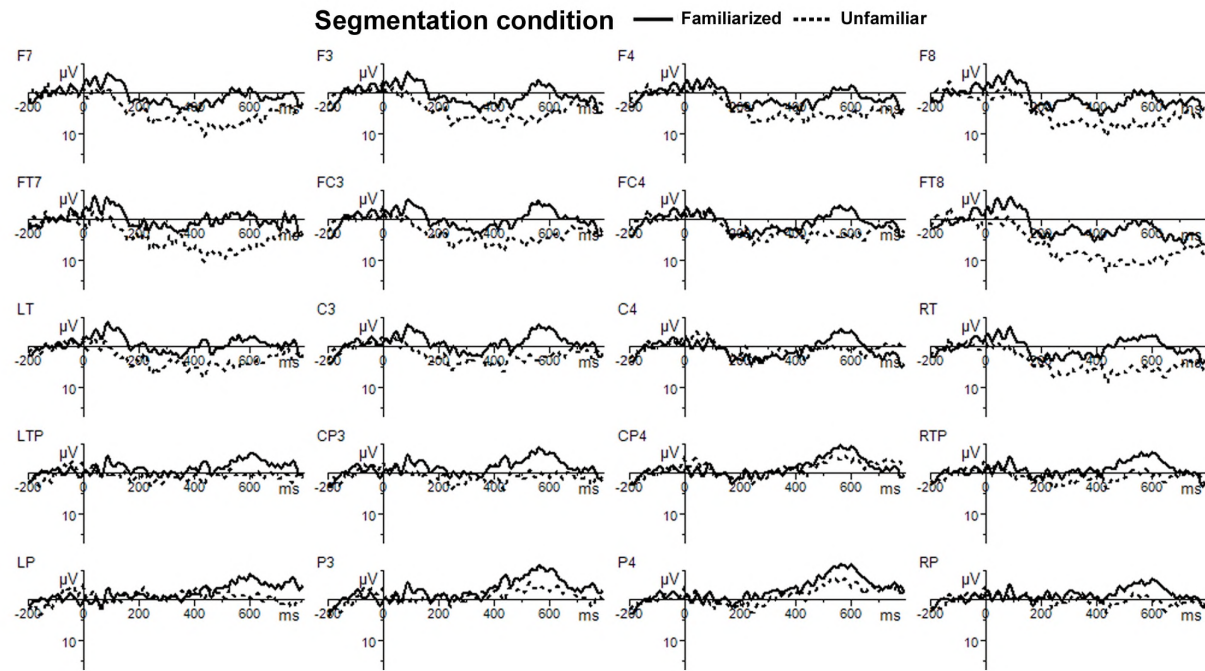 Segmentation condition Familiarized Unfamiliar
F7 F3 F4 F8
µV µV µV µV
-200 0 200 400 600 -200 0 200 400 600 -200 0 200 400 600 -200 0 200 400 600
ms ms ms ms
10 10 10 10
FT7 FC3 FC4 FT8
µV µV µV µV
-200 0 200 400 600 -200 0 200 400 600 -200 0 200 400 600 -200 0 200 400 600
ms ms ms ms
10 10 10 10
LT C3 C4 RT
µV µV µV µV
-200 0 200 400 600 -200 0 200 400 600 -200 0 200 400 600 -200 0 200 400 600
ms ms ms ms
10 10 10 10
LTP CP3 CP4 RTP
µV µV µV µV
-200 0 200 400 600 -200 0 200 400 600 -200 0 200 400 600 -200 0 200 400 600
ms ms ms ms
10 10 10 10
LP P3 P4 RP
µV µV µV µV
-200 0 200 400 600 -200 0 200 400 600 -200 0 200 400 600 -200 0 200 400 600
ms ms ms ms
10 10 10 10